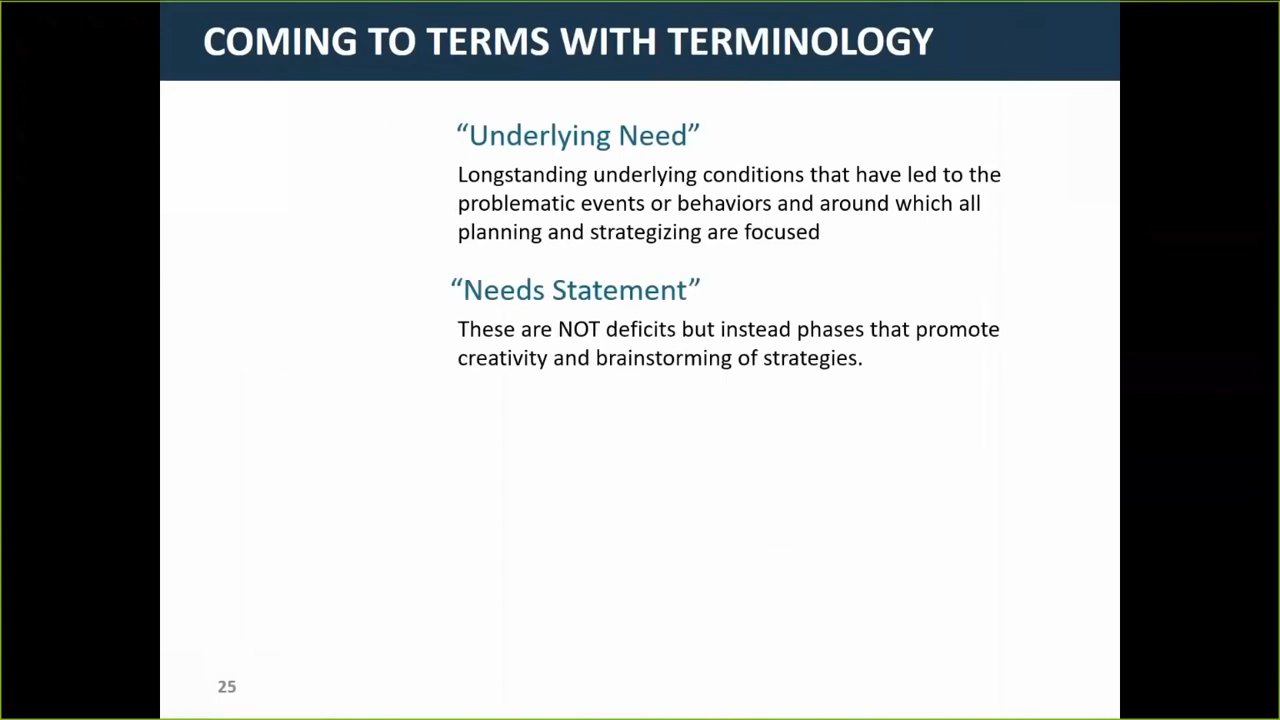 COMING TO TERMS WITH TERMINOLOGY
“Underlying Need”
Longstanding underlying conditions that have led to the
problematic events or behaviors and around which all
planning and strategizing are focused
“Needs Statement”
These are NOT deficits but instead phases that promote
creativity and brainstorming of strategies.
25